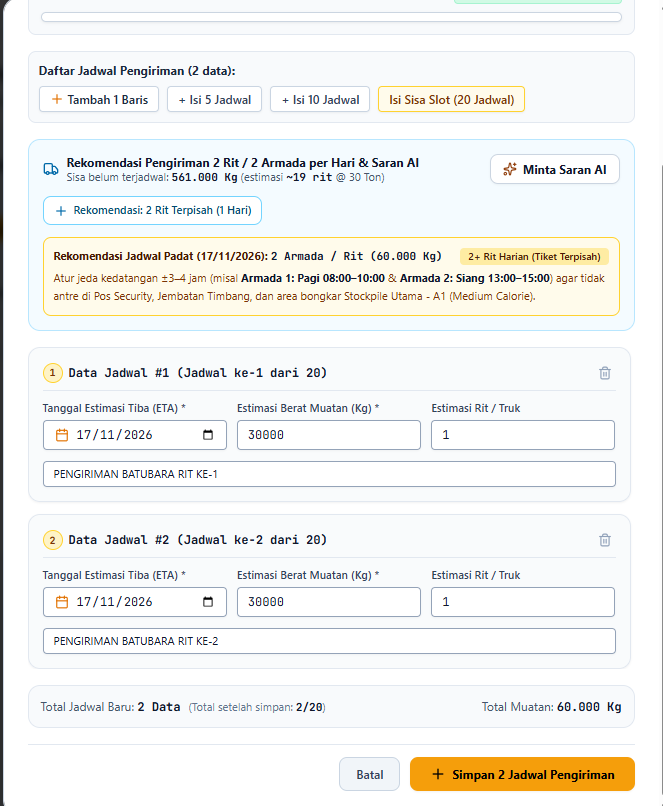 Daftar Jadwal Pengiriman (2 data):
+ Tambah 1 Baris
+ Isi 5 Jadwal
+ Isi 10 Jadwal
Isi Sisa Slot (20 Jadwal)
Rekomendasi Pengiriman 2 Rit / 2 Armada per Hari & Saran AI
Sisa belum terjadwal: 561.000 Kg (estimasi ~19 rit @ 30 Ton)
Minta Saran AI
+ Rekomendasi: 2 Rit Terpisah (1 Hari)
Rekomendasi Jadwal Padat (17/11/2026): 2 Armada / Rit (60.000 Kg)
2+ Rit Harian (Tiket Terpisah)
Atur jeda kedatangan ±3–4 jam (misal Armada 1: Pagi 08:00–10:00 & Armada 2: Siang 13:00–15:00) agar tidak
antre di Pos Security, Jembatan Timbang, dan area bongkar Stockpile Utama - A1 (Medium Calorie).
1 Data Jadwal #1 (Jadwal ke-1 dari 20)
Tanggal Estimasi Tiba (ETA) * Estimasi Berat Muatan (Kg) * Estimasi Rit / Truk
17/11/2026 30000 1
PENGIRIMAN BATUBARA RIT KE-1
2 Data Jadwal #2 (Jadwal ke-2 dari 20)
Tanggal Estimasi Tiba (ETA) * Estimasi Berat Muatan (Kg) * Estimasi Rit / Truk
17/11/2026 30000 1
PENGIRIMAN BATUBARA RIT KE-2
Total Jadwal Baru: 2 Data (Total setelah simpan: 2/20) Total Muatan: 60.000 Kg
Batal
+ Simpan 2 Jadwal Pengiriman